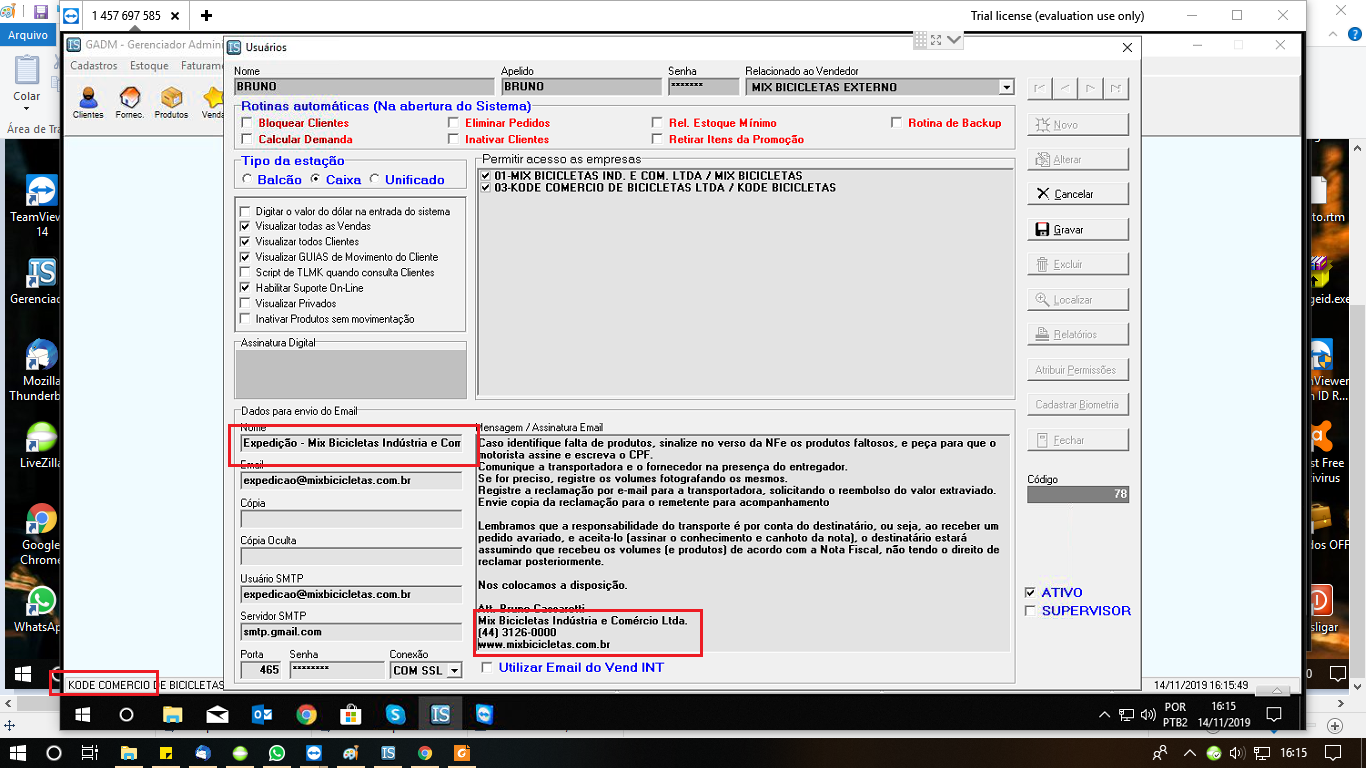 1 457 697 585
Trial license (evaluation use only)
Arquivo
GADM - Gerenciador Admini
Usuários
Cadastros Estoque Faturame
Colar
Clientes Fornec. Produtos Venda
Área de Tra
Nome
BRUNO
Apelido
BRUNO
Senha
*******
Relacionado ao Vendedor
MIX BICICLETAS EXTERNO
Rotinas automáticas (Na abertura do Sistema)
Bloquear Clientes
Eliminar Pedidos
Rel. Estoque Mínimo
Rotina de Backup
Calcular Demanda
Inativar Clientes
Retirar Itens da Promoção
Tipo da estação
Balcão Caixa Unificado
Permitir acesso as empresas
01-MIX BICICLETAS IND. E COM. LTDA / MIX BICICLETAS
03-KODE COMERCIO DE BICICLETAS LTDA / KODE BICICLETAS
Digitar o valor do dólar na entrada do sistema
Visualizar todas as Vendas
Visualizar todos Clientes
Visualizar GUIAS de Movimento do Cliente
Script de TLMK quando consulta Clientes
Habilitar Suporte On-Line
Visualizar Privados
Inativar Produtos sem movimentação
Assinatura Digital
Novo
Alterar
Cancelar
Gravar
Excluir
Localizar
Relatórios
Atribuir Permissões
Cadastrar Biometria
Fechar
Código
78
ATIVO
SUPERVISOR
Dados para envio do Email
Nome
Expedição - Mix Bicicletas Indústria e Com
Email
expedicao@mixbicicletas.com.br
Cópia
Cópia Oculta
Usuário SMTP
expedicao@mixbicicletas.com.br
Servidor SMTP
smtp.gmail.com
Porta Senha Conexão
465 ******** COM SSL
Mensagem / Assinatura Email
Caso identifique falta de produtos, sinalize no verso da NFe os produtos faltosos, e peça para que o
motorista assine e escreva o CPF.
Comunique a transportadora e o fornecedor na presença do entregador.
Se for preciso, registre os volumes fotografando os mesmos.
Registre a reclamação por e-mail para a transportadora, solicitando o reembolso do valor extraviado.
Envie copia da reclamação para o remetente para acompanhamento
Lembramos que a responsabilidade do transporte é por conta do destinatário, ou seja, ao receber um
pedido avariado, e aceita-lo (assinar o conhecimento e canhoto da nota), o destinatário estará
assumindo que recebeu os volumes (e produtos) de acordo com a Nota Fiscal, não tendo o direito de
reclamar posteriormente.
Nos colocamos a disposição.
Att. Bruno Cascarotti
Mix Bicicletas Indústria e Comércio Ltda.
(44) 3126-0000
www.mixbicicletas.com.br
Utilizar Email do Vend INT
TeamView
14
Gerenciad
Mozilla
Thunderb
LiveZilla
Google
Chrome
WhatsAp
to.rtm
geid.exe
mViewer
ID R...
st Free
tivirus
dos OFF
sligar
KODE COMERCIO DE BICICLETAS
14/11/2019 16:15:49
POR
PTB2
16:15
14/11/2019
16:15